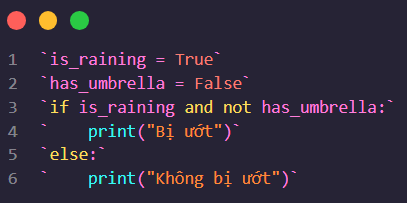 1 `is_raining = True`
2 `has_umbrella = False`
3 `if is_raining and not has_umbrella:`
4 `    print("Bị ướt")`
5 `else:`
6 `    print("Không bị ướt")`